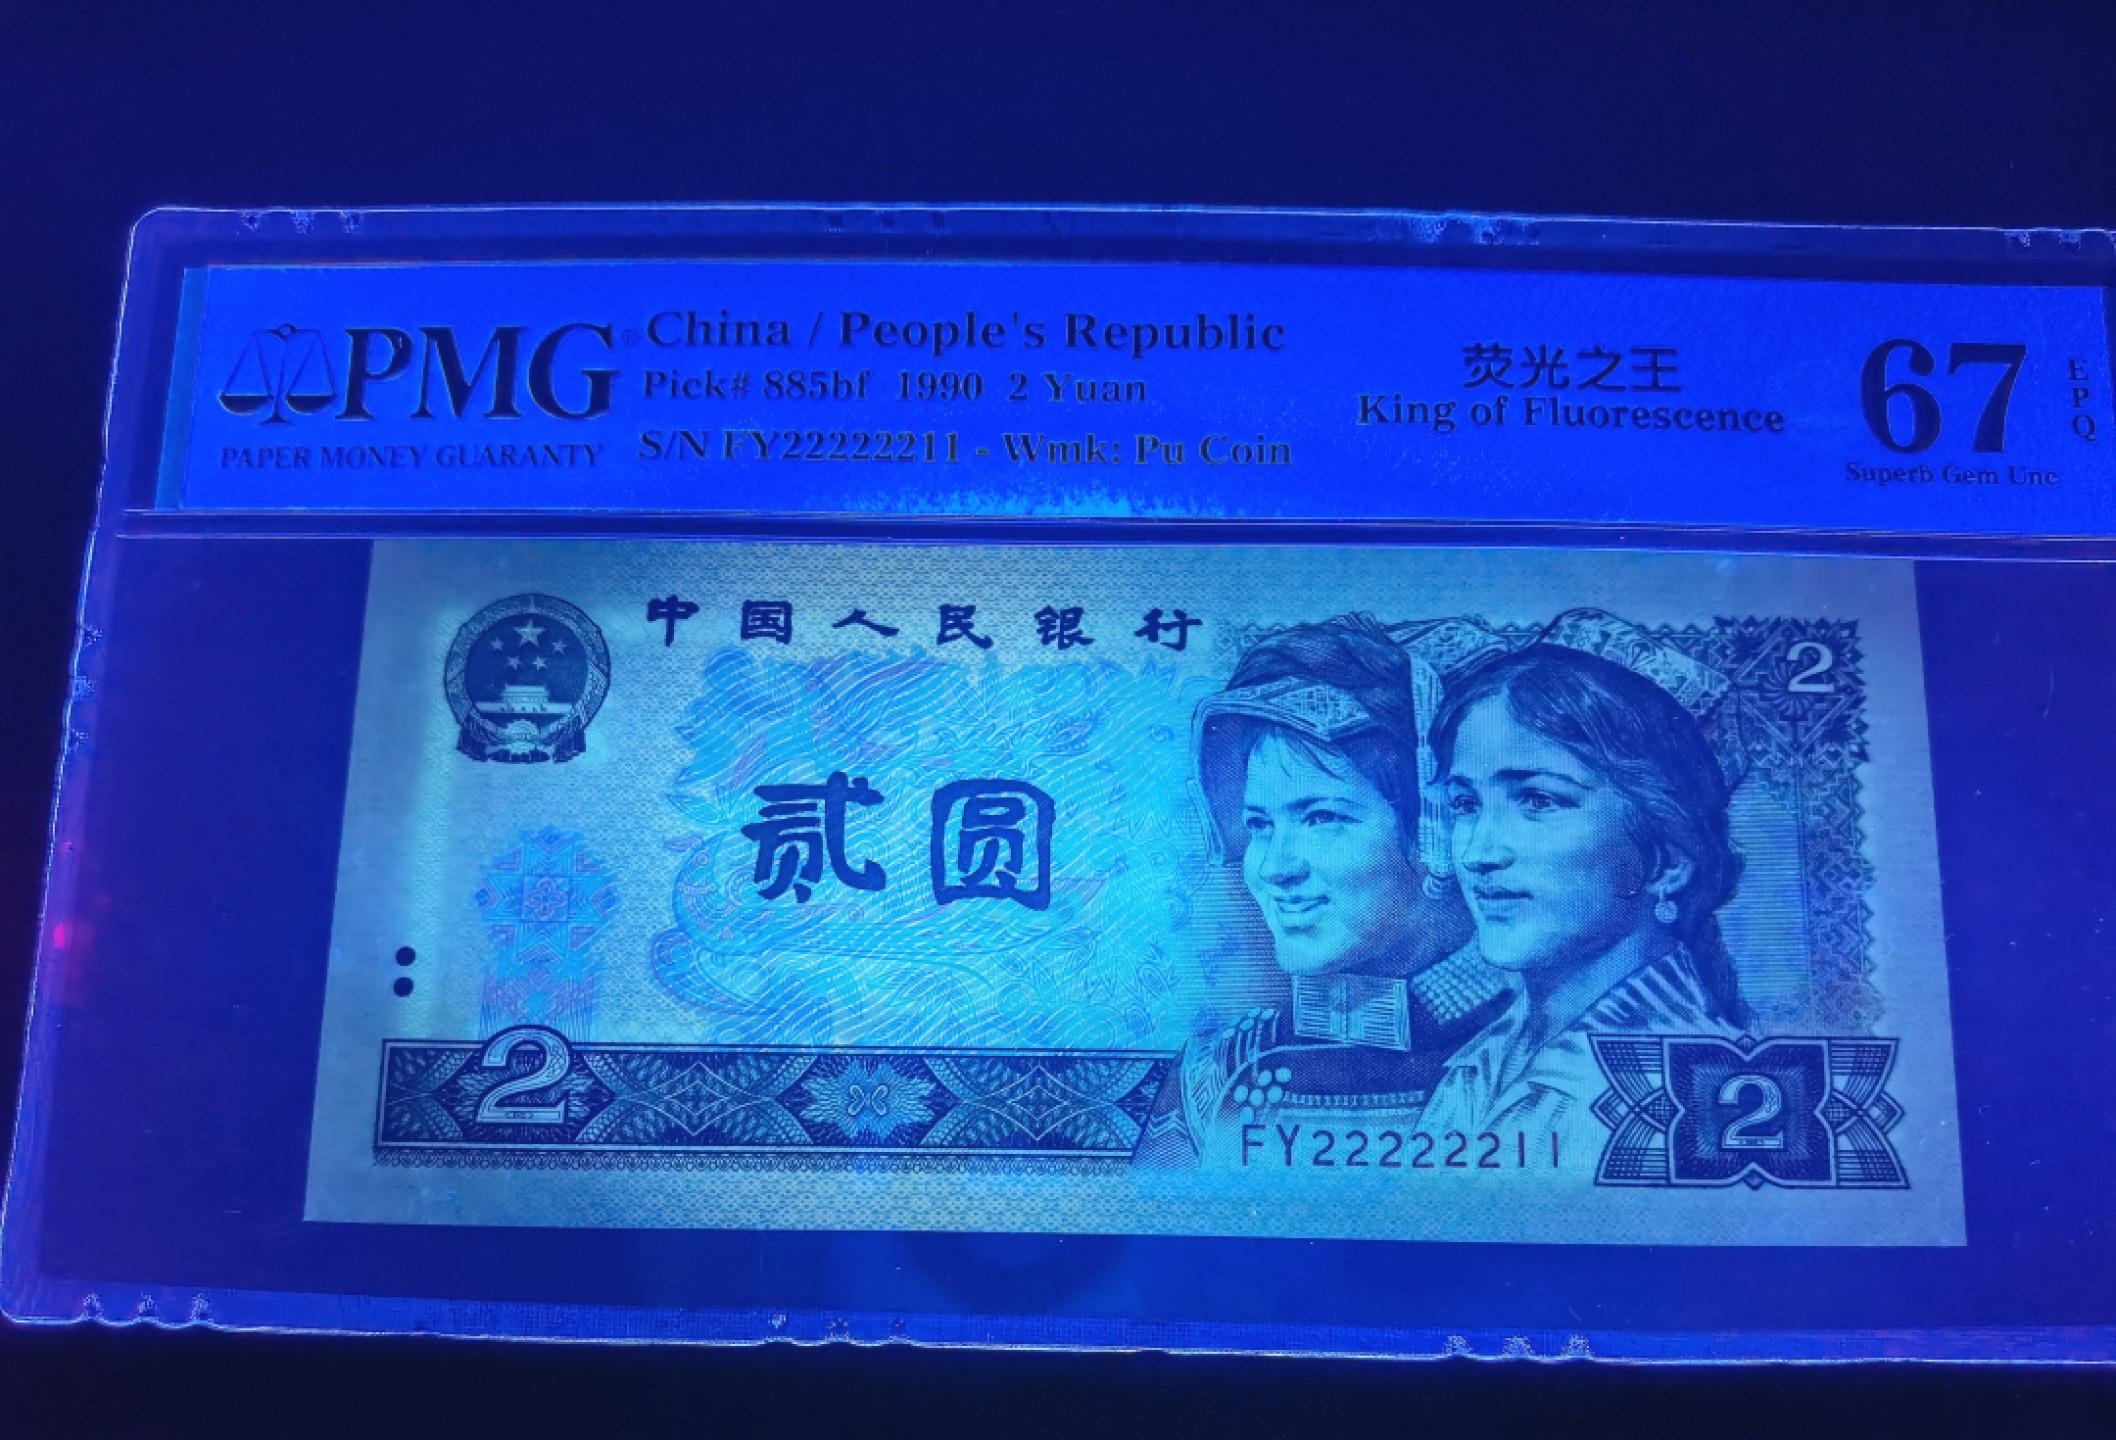 PMG®
PAPER MONEY GUARANTY
China / People's Republic
Pick# 885bf 1990 2 Yuan
S/N FY22222211 - Wmk: Pu Coin
荧光之王
King of Fluorescence
67
EPQ
Superb Gem Unc
中国人民银行
2
贰圆
2
FY22222211
2